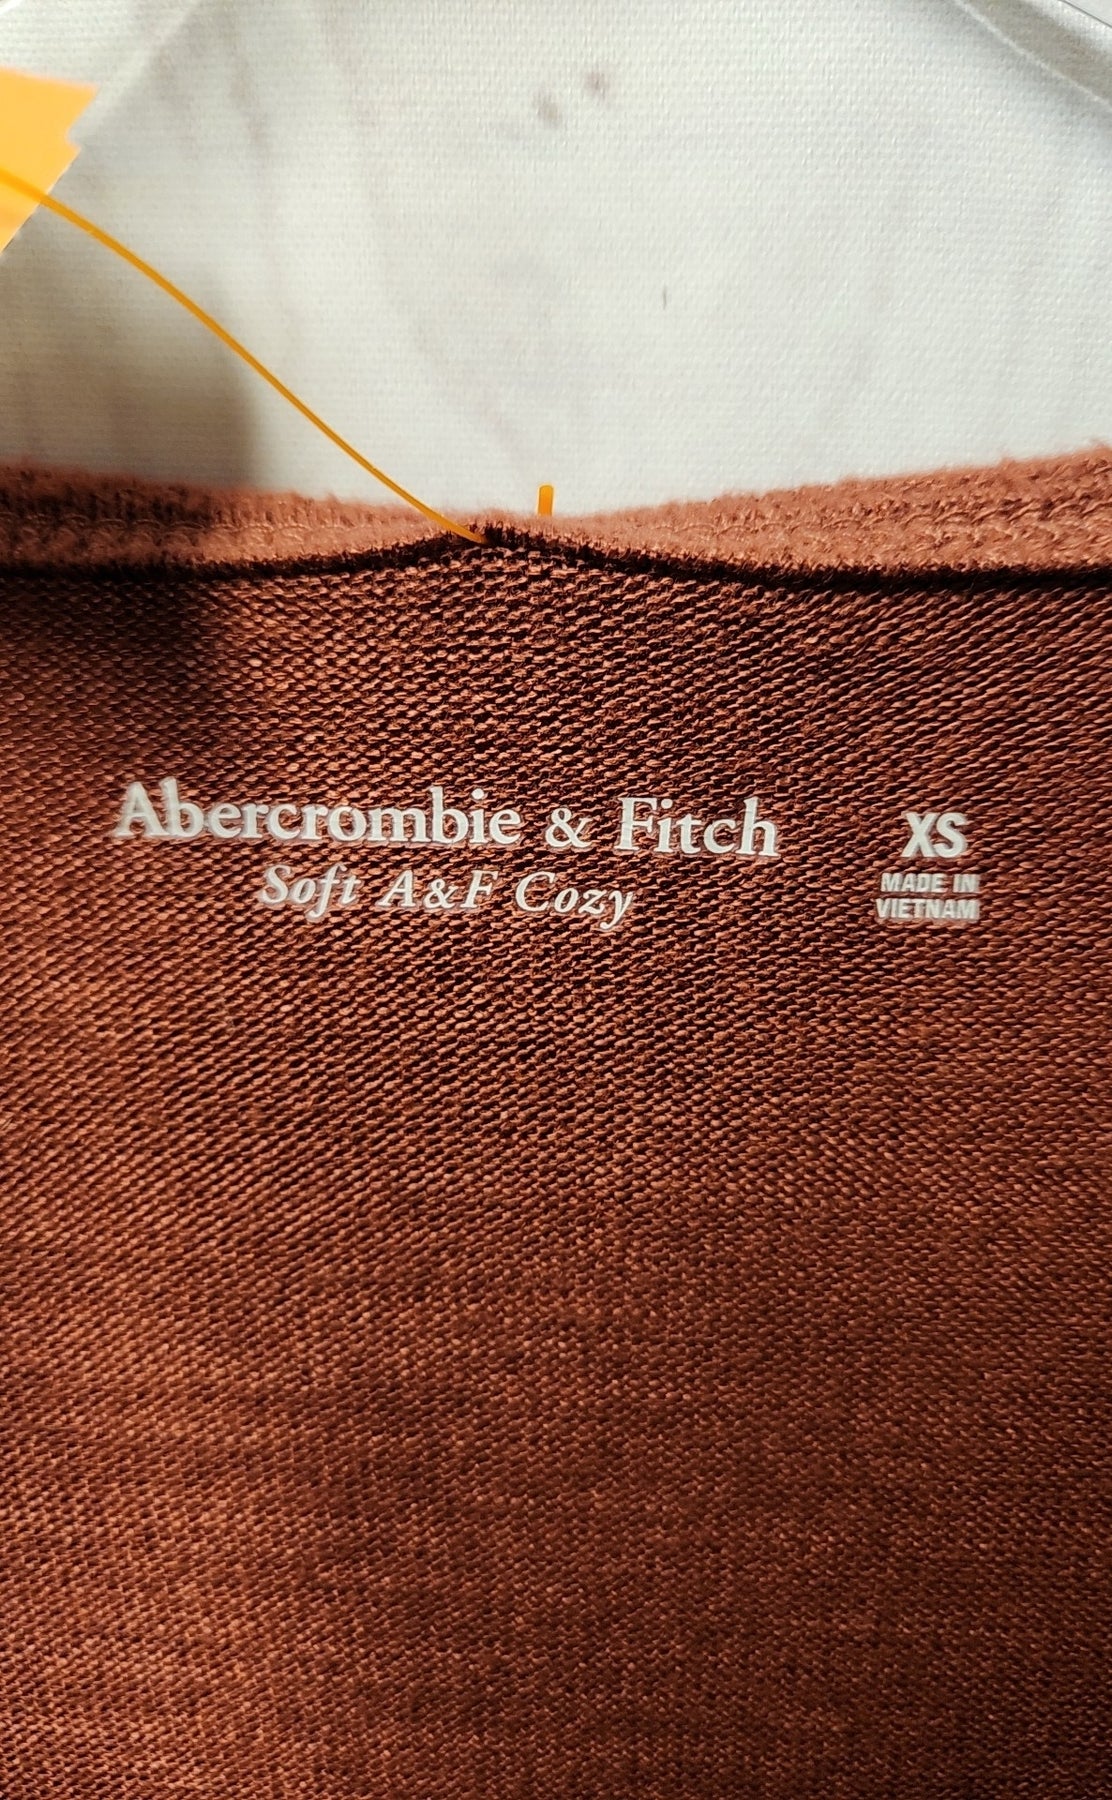 Abercrombie & Fitch
Soft A&F Cozy
XS
MADE IN
VIETNAM